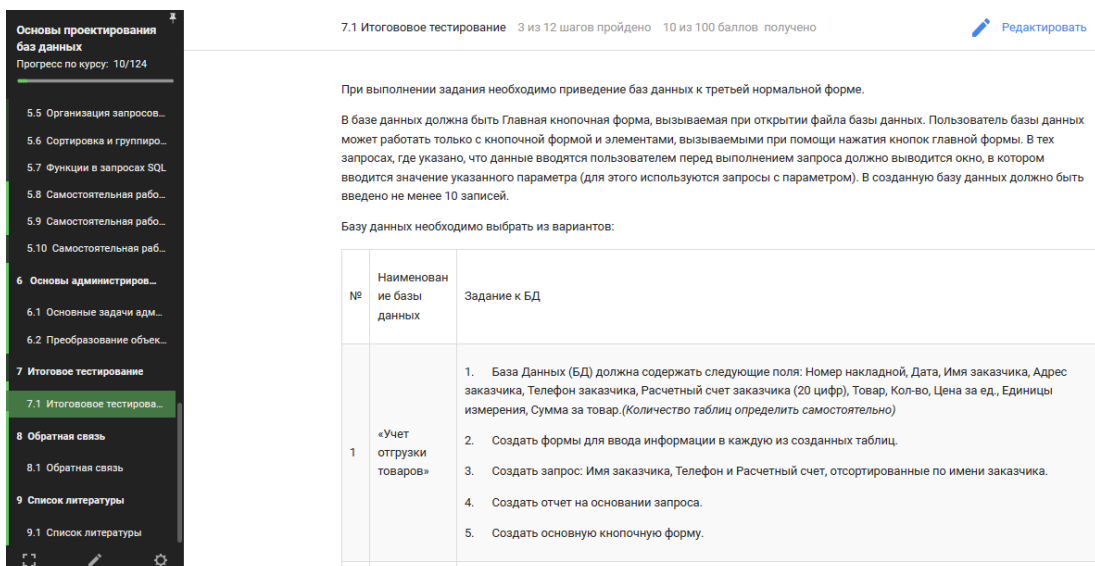 Основы проектирования
баз данных
Прогресс по курсу: 10/124
5.5 Организация запросов...
5.6 Сортировка и группиро...
5.7 Функции в запросах SQL
5.8 Самостоятельная рабо...
5.9 Самостоятельная рабо...
5.10 Самостоятельная раб...
6 Основы администриров...
6.1 Основные задачи адм...
6.2 Преобразование объек...
7 Итоговое тестирование
7.1 Итогововое тестирова...
8 Обратная связь
8.1 Обратная связь
9 Список литературы
9.1 Список литературы
7.1 Итогововое тестирование 3 из 12 шагов пройдено 10 из 100 баллов получено
Редактировать
При выполнении задания необходимо приведение баз данных к третьей нормальной форме.
В базе данных должна быть Главная кнопочная форма, вызываемая при открытии файла базы данных. Пользователь базы данных
может работать только с кнопочной формой и элементами, вызываемыми при помощи нажатия кнопок главной формы. В тех
запросах, где указано, что данные вводятся пользователем перед выполнением запроса должно выводится окно, в котором
вводится значение указанного параметра (для этого используются запросы с параметром). В созданную базу данных должно быть
введено не менее 10 записей.
Базу данных необходимо выбрать из вариантов:
№
Наименован
ие базы
данных
Задание к БД
1
«Учет
отгрузки
товаров»
1. База Данных (БД) должна содержать следующие поля: Номер накладной, Дата, Имя заказчика, Адрес
заказчика, Телефон заказчика, Расчетный счет заказчика (20 цифр), Товар, Кол-во, Цена за ед., Единицы
измерения, Сумма за товар.(Количество таблиц определить самостоятельно)
2. Создать формы для ввода информации в каждую из созданных таблиц.
3. Создать запрос: Имя заказчика, Телефон и Расчетный счет, отсортированные по имени заказчика.
4. Создать отчет на основании запроса.
5. Создать основную кнопочную форму.